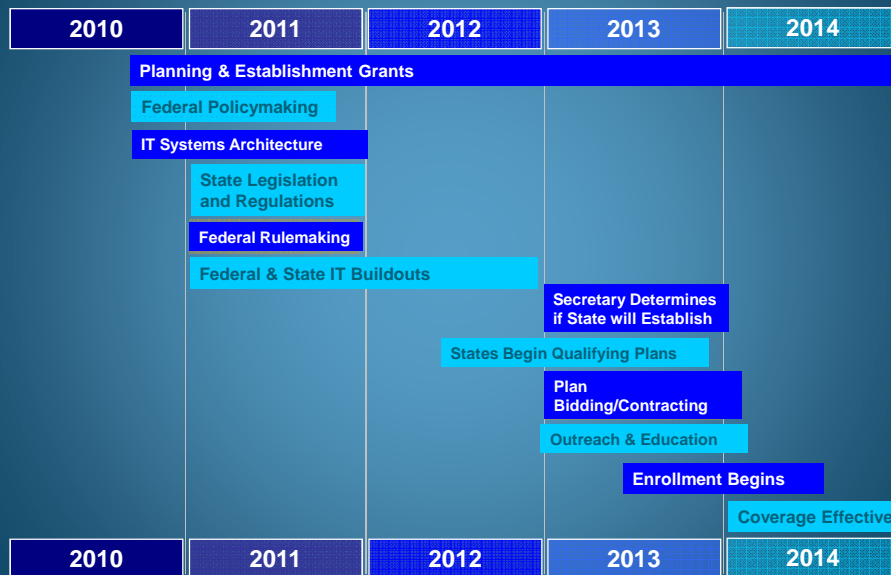 2010 2011 2012 2013 2014
Planning & Establishment Grants
Federal Policymaking
IT Systems Architecture
State Legislation
and Regulations
Federal Rulemaking
Federal & State IT Buildouts
Secretary Determines
if State will Establish
States Begin Qualifying Plans
Plan
Bidding/Contracting
Outreach & Education
Enrollment Begins
Coverage Effective
2010 2011 2012 2013 2014